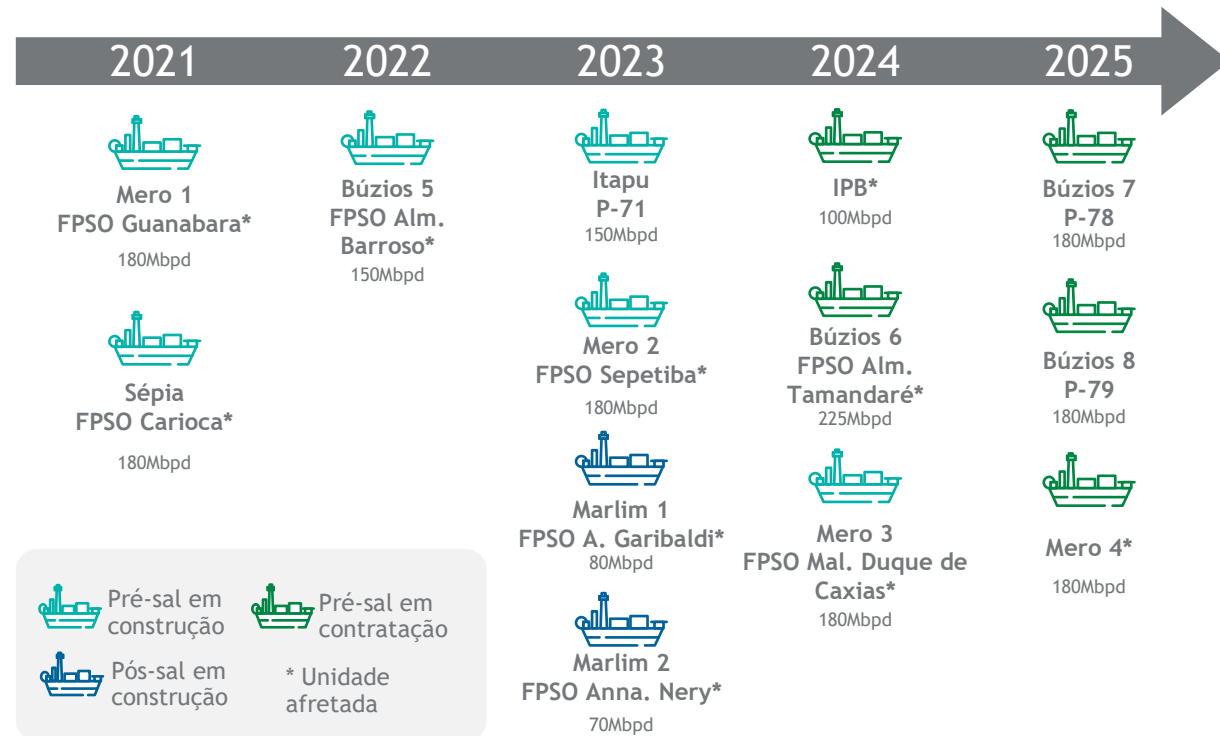 2021
2022
2023
2024
2025
Mero 1
FPSO Guanabara*
180Mbpd
Sépia
FPSO Carioca*
180Mbpd
Búzios 5
FPSO Alm.
Barroso*
150Mbpd
Itapu
P-71
150Mbpd
Mero 2
FPSO Sepetiba*
180Mbpd
Marlim 1
FPSO A. Garibaldi*
80Mbpd
Marlim 2
FPSO Anna. Nery*
70Mbpd
IPB*
100Mbpd
Búzios 6
FPSO Alm.
Tamandaré*
225Mbpd
Mero 3
FPSO Mal. Duque de
Caxias*
180Mbpd
Búzios 7
P-78
180Mbpd
Búzios 8
P-79
180Mbpd
Mero 4*
180Mbpd
Pré-sal em
construção
Pré-sal em
contratação
Pós-sal em
construção
* Unidade
afretada